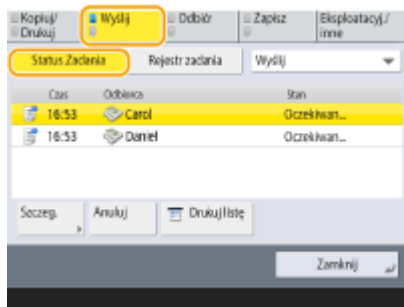 Kopiuj/ Drukuj
Wyślij
Odbiór
Zapisz
Eksploatacyj./ inne
Status Zadania
Rejestr zadania
Wyślij
Czas Odbiorca Stan
16:53 Carol Oczekiwan...
16:53 Daniel Oczekiwan...
Szczeg. Anuluj Drukuj listę
Zamknij